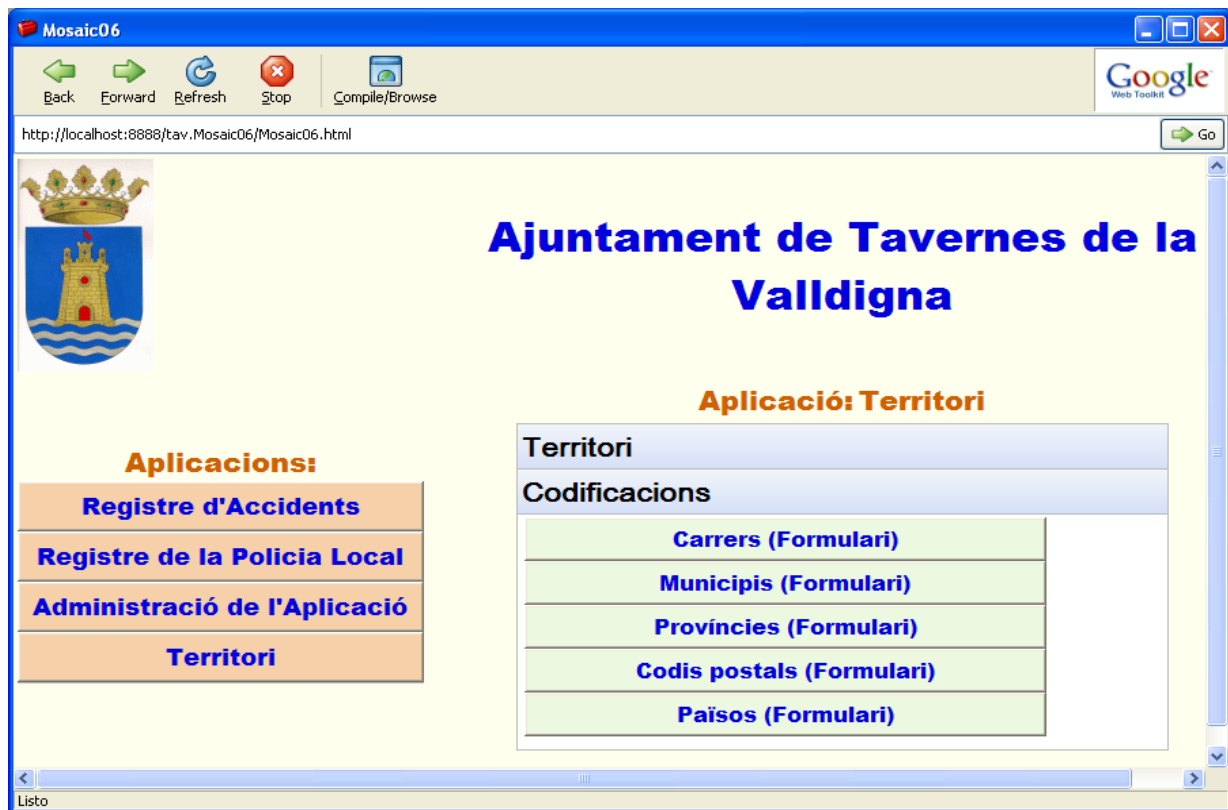 Mosaic06
Back Forward Refresh Stop Compile/Browse
Google
Web Toolkit
http://localhost:8888/tav.Mosaic06/Mosaic06.html
Go
Ajuntament de Tavernes de la
Valldigna
Aplicacions:
Registre d'Accidents
Registre de la Policia Local
Administració de l'Aplicació
Territori
Aplicació: Territori
Territori
Codificacions
Carrers (Formulari)
Municipis (Formulari)
Províncies (Formulari)
Codis postals (Formulari)
Països (Formulari)
Listo